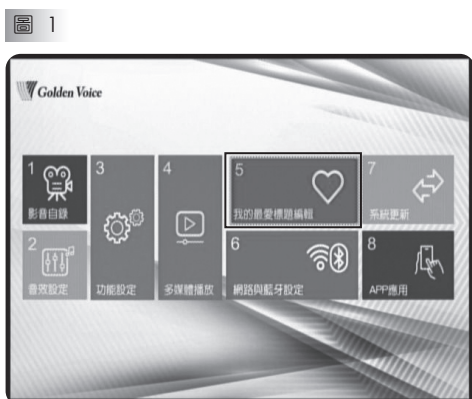 圖 1
Golden Voice
1
影音自錄
2
音效設定
3
功能設定
4
多媒體播放
5
我的最愛標題編輯
6
網路與藍牙設定
7
系統更新
8
APP應用